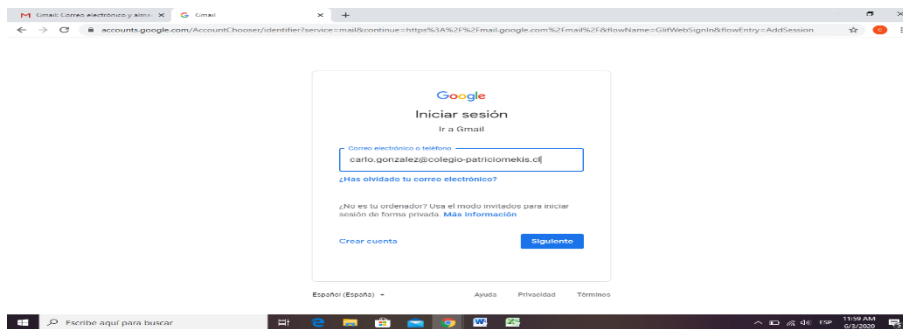 Gmail: Correo electrónico y alma
Gmail
accounts.google.com/AccountChooser/identifier?service=mail&continue=https%3A%2F%2Fmail.google.com%2Fmail%2F&flowName=GlifWebSignIn&flowEntry=AddSession
Google
Iniciar sesión
Ir a Gmail
Correo electrónico o teléfono
carlo.gonzalez@colegio-patriciomekis.cl
¿Has olvidado tu correo electrónico?
¿No es tu ordenador? Usa el modo invitados para iniciar
sesión de forma privada. Más información
Crear cuenta
Siguiente
Español (España)
Ayuda
Privacidad
Términos
Escribe aquí para buscar
ESP
11:59 AM
6/3/2020